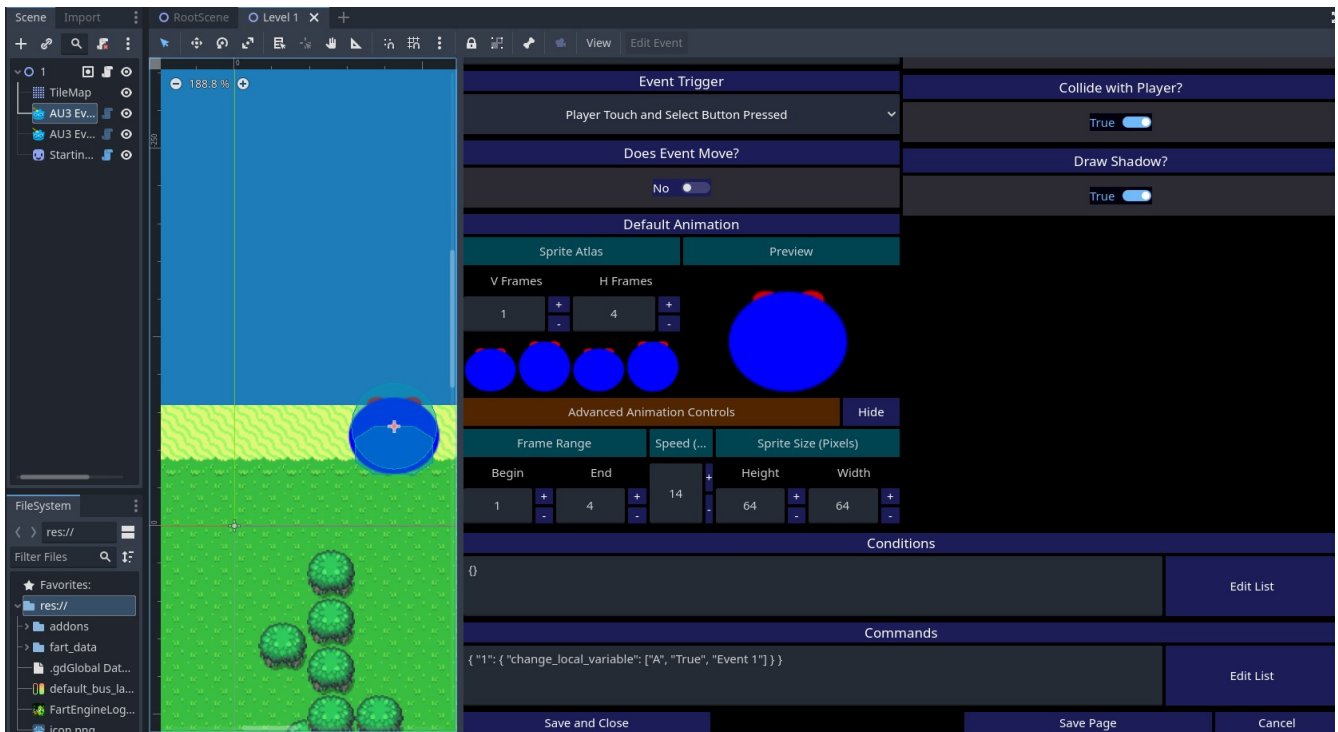 Scene Import
RootScene Level 1
188.8 %
View Edit Event
1
TileMap
AU3 Ev...
AU3 Ev...
Startin...
0
250
0
Event Trigger
Player Touch and Select Button Pressed
Does Event Move?
No
Default Animation
Sprite Atlas Preview
V Frames H Frames
1 + - 4 + -
Advanced Animation Controls Hide
Frame Range Speed (... Sprite Size (Pixels)
Begin End Height Width
1 + - 4 + - 14 + - 64 + - 64 + -
Collide with Player?
True
Draw Shadow?
True
Conditions
{}
Edit List
Commands
{ "1": { "change_local_variable": ["A", "True", "Event 1"] } }
Edit List
Save and Close Save Page Cancel
FileSystem
res://
Filter Files
Favorites:
res://
addons
fart_data
.gdGlobal Dat...
default_bus_la...
FartEngineLog...
icon.png